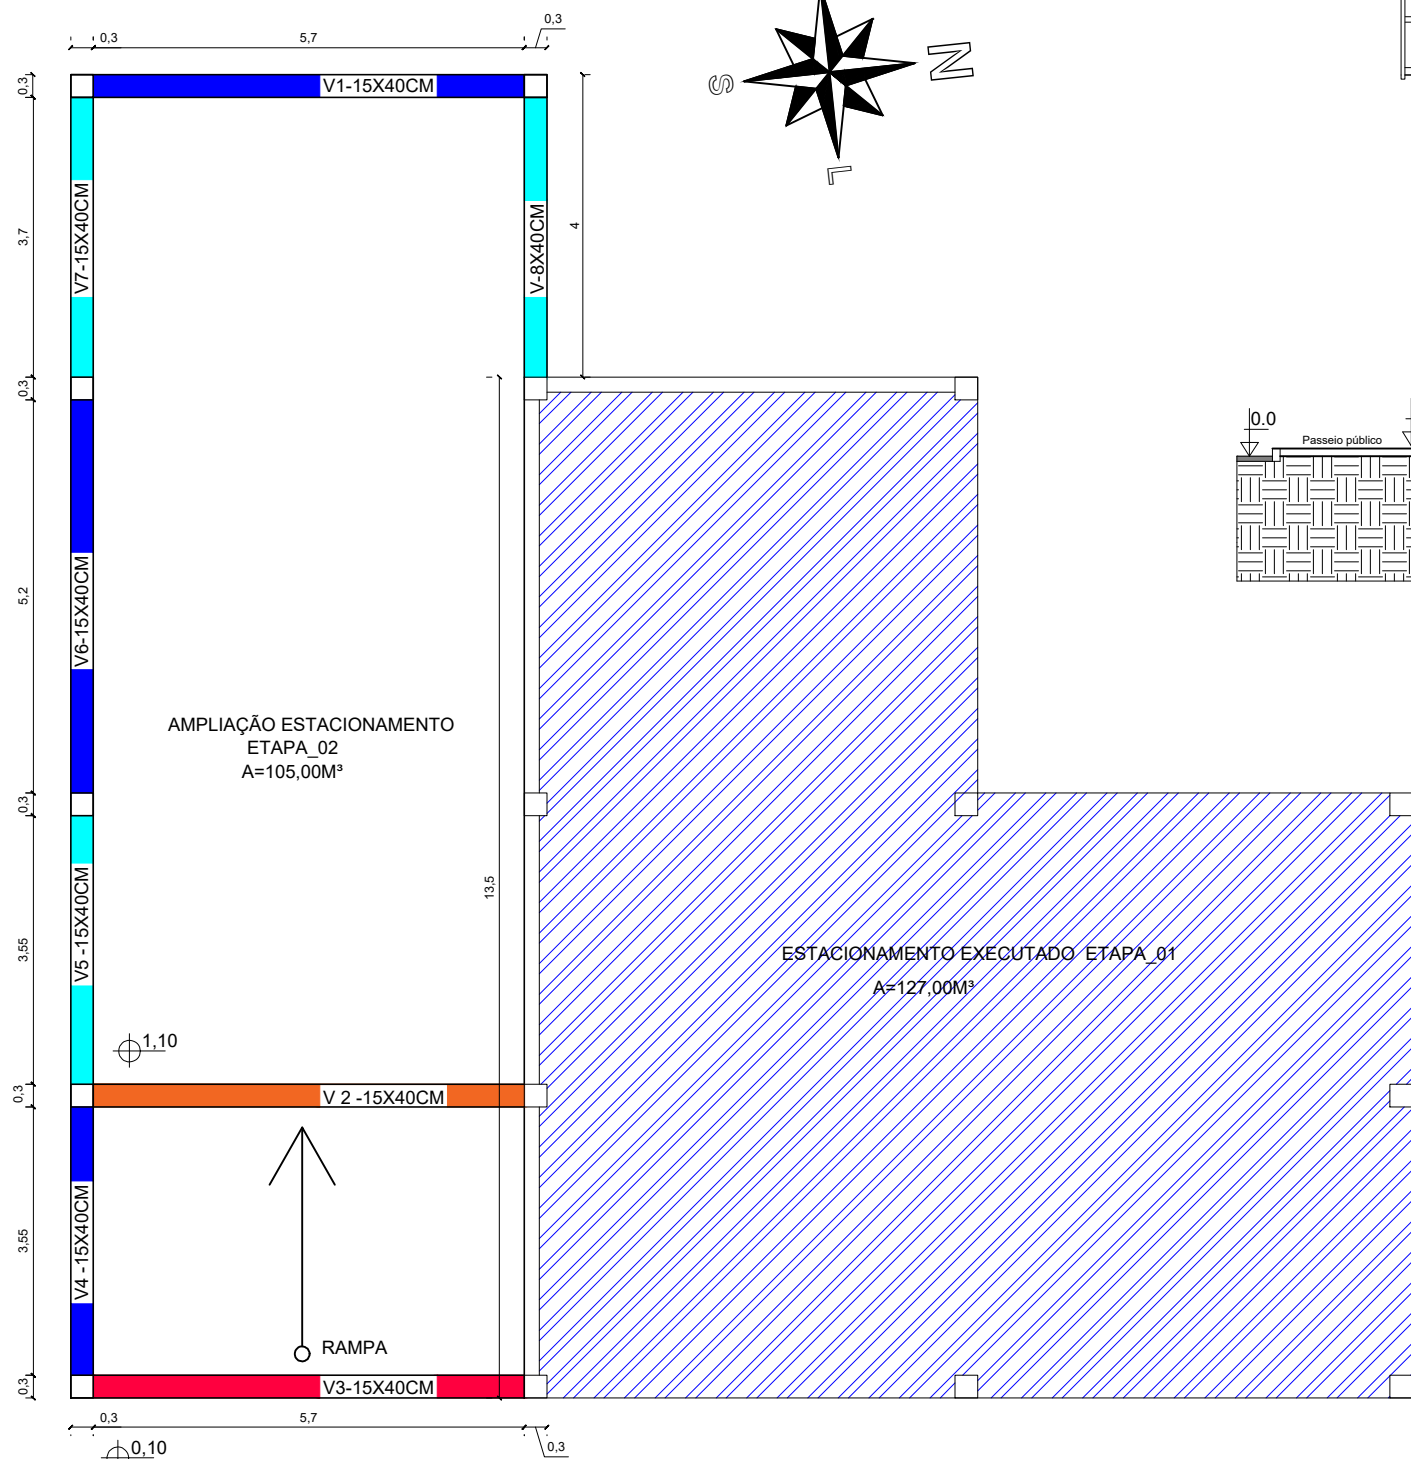 0,3
5,7
0,3
0,3
V1-15X40CM
S
N
L
V7-15X40CM
3,7
V-8X40CM
4
0,3
0.0
Passeio público
V6-15X40CM
5,2
AMPLIAÇÃO ESTACIONAMENTO
ETAPA_02
A=105,00M³
0,3
V5 -15X40CM
3,55
13,5
ESTACIONAMENTO EXECUTADO ETAPA_01
A=127,00M³
1,10
0,3
V 2 -15X40CM
V4 -15X40CM
3,55
RAMPA
0,3
V3-15X40CM
0,3
5,7
0,3
0,10